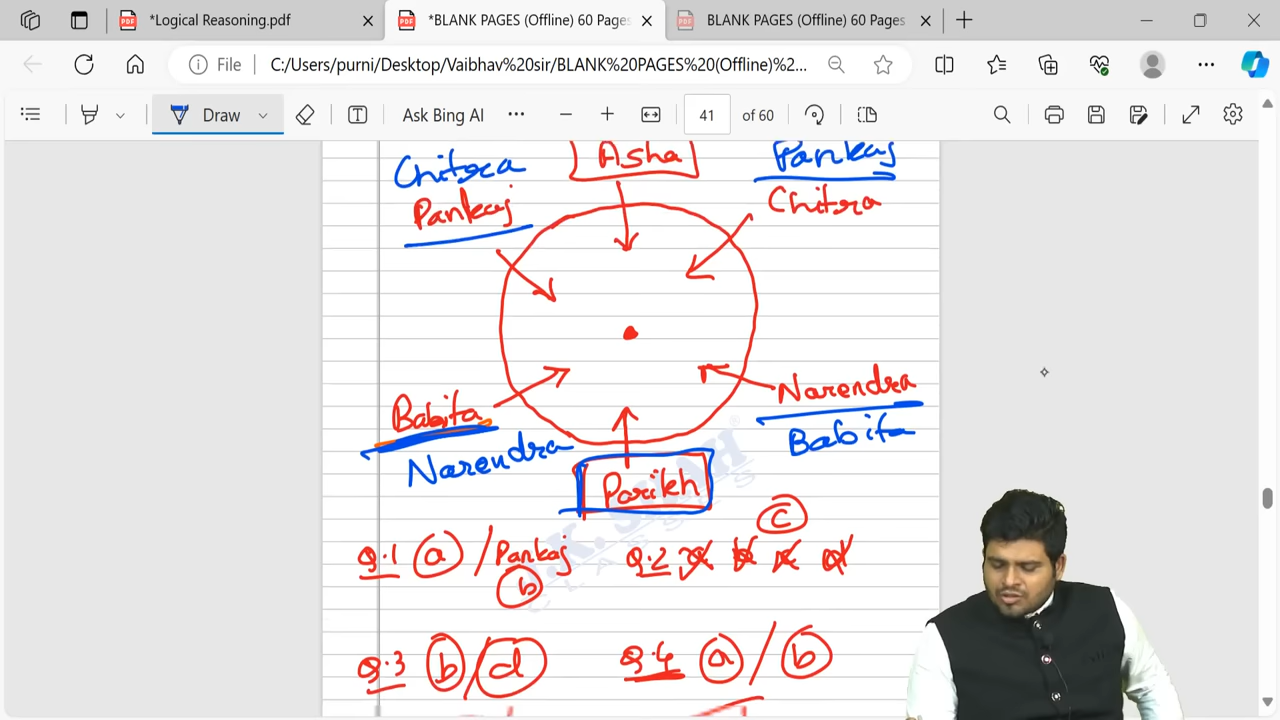 *Logical Reasoning.pdf
*BLANK PAGES (Offline) 60 Pages
BLANK PAGES (Offline) 60 Pages
File
C:/Users/purni/Desktop/Vaibhav%20sir/BLANK%20PAGES%20(Offline)%2...
Draw
Ask Bing AI
41
of 60
Asha
Chitra
Pankaj
Pankaj
Chitra
Babita
Narendra
Narendra
Babita
Parikh
Q.1 a / Pankaj
b
c
Q.2 a b c d
Q.3 b / d
Q.4 a / b